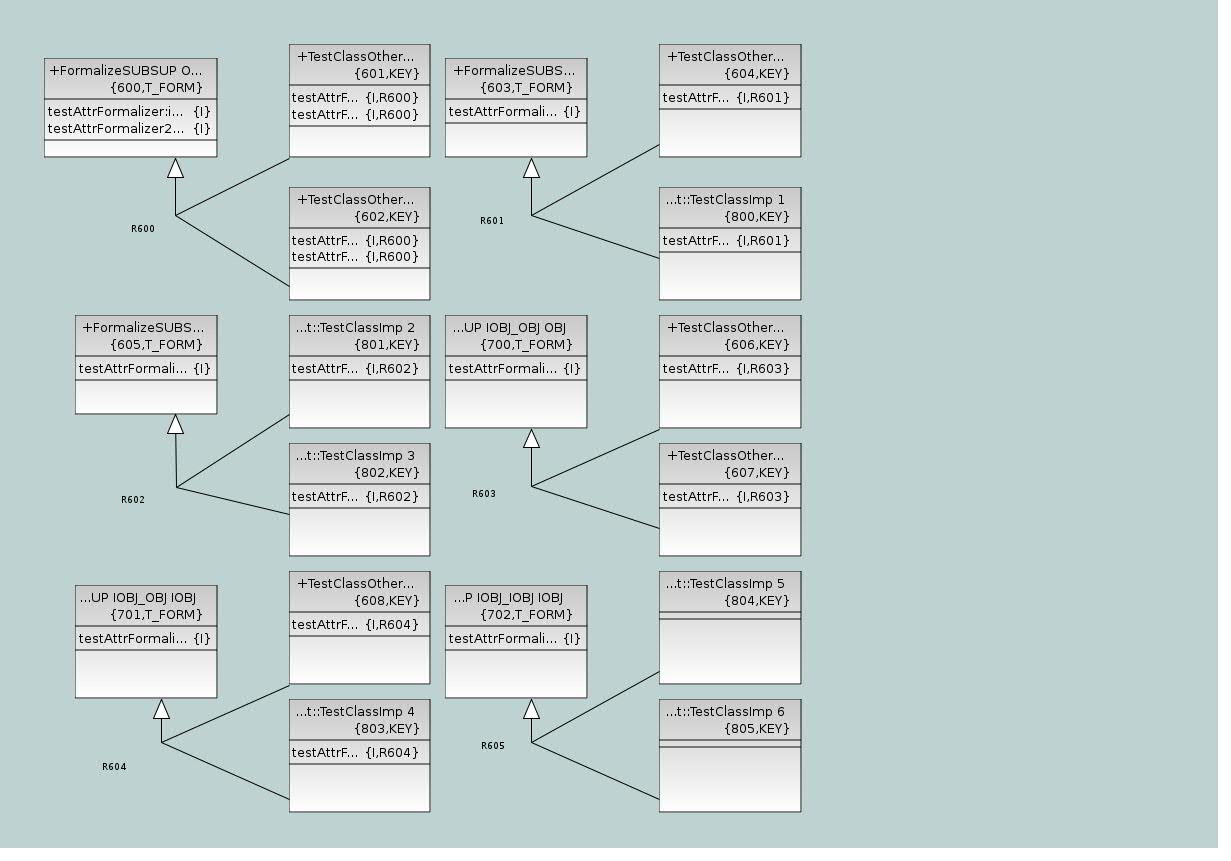 +FormalizeSUBSUP O...
{600,T_FORM}
testAttrFormalizer:i... {I}
testAttrFormalizer2... {I}
R600
+TestClassOther...
{601,KEY}
testAttrF... {I,R600}
testAttrF... {I,R600}
+TestClassOther...
{602,KEY}
testAttrF... {I,R600}
testAttrF... {I,R600}
+FormalizeSUBS...
{603,T_FORM}
testAttrFormali... {I}
R601
+TestClassOther...
{604,KEY}
testAttrF... {I,R601}
...t::TestClassImp 1
{800,KEY}
testAttrF... {I,R601}
+FormalizeSUBS...
{605,T_FORM}
testAttrFormali... {I}
R602
...t::TestClassImp 2
{801,KEY}
testAttrF... {I,R602}
...t::TestClassImp 3
{802,KEY}
testAttrF... {I,R602}
...UP IOBJ_OBJ OBJ
{700,T_FORM}
testAttrFormali... {I}
R603
+TestClassOther...
{606,KEY}
testAttrF... {I,R603}
+TestClassOther...
{607,KEY}
testAttrF... {I,R603}
...UP IOBJ_OBJ IOBJ
{701,T_FORM}
testAttrFormali... {I}
R604
+TestClassOther...
{608,KEY}
testAttrF... {I,R604}
...t::TestClassImp 4
{803,KEY}
testAttrF... {I,R604}
...P IOBJ_IOBJ IOBJ
{702,T_FORM}
testAttrFormali... {I}
R605
...t::TestClassImp 5
{804,KEY}
...t::TestClassImp 6
{805,KEY}